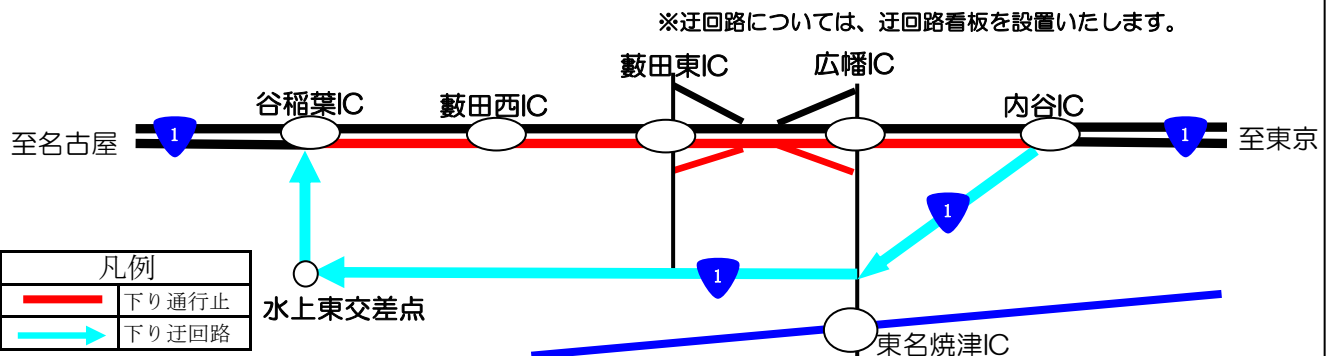 ※迂回路については、迂回路看板を設置いたします。
藪田東IC
広幡IC
谷稲葉IC
藪田西IC
内谷IC
至名古屋
1
1
至東京
1
1
凡例
下り通行止
下り迂回路
水上東交差点
東名焼津IC